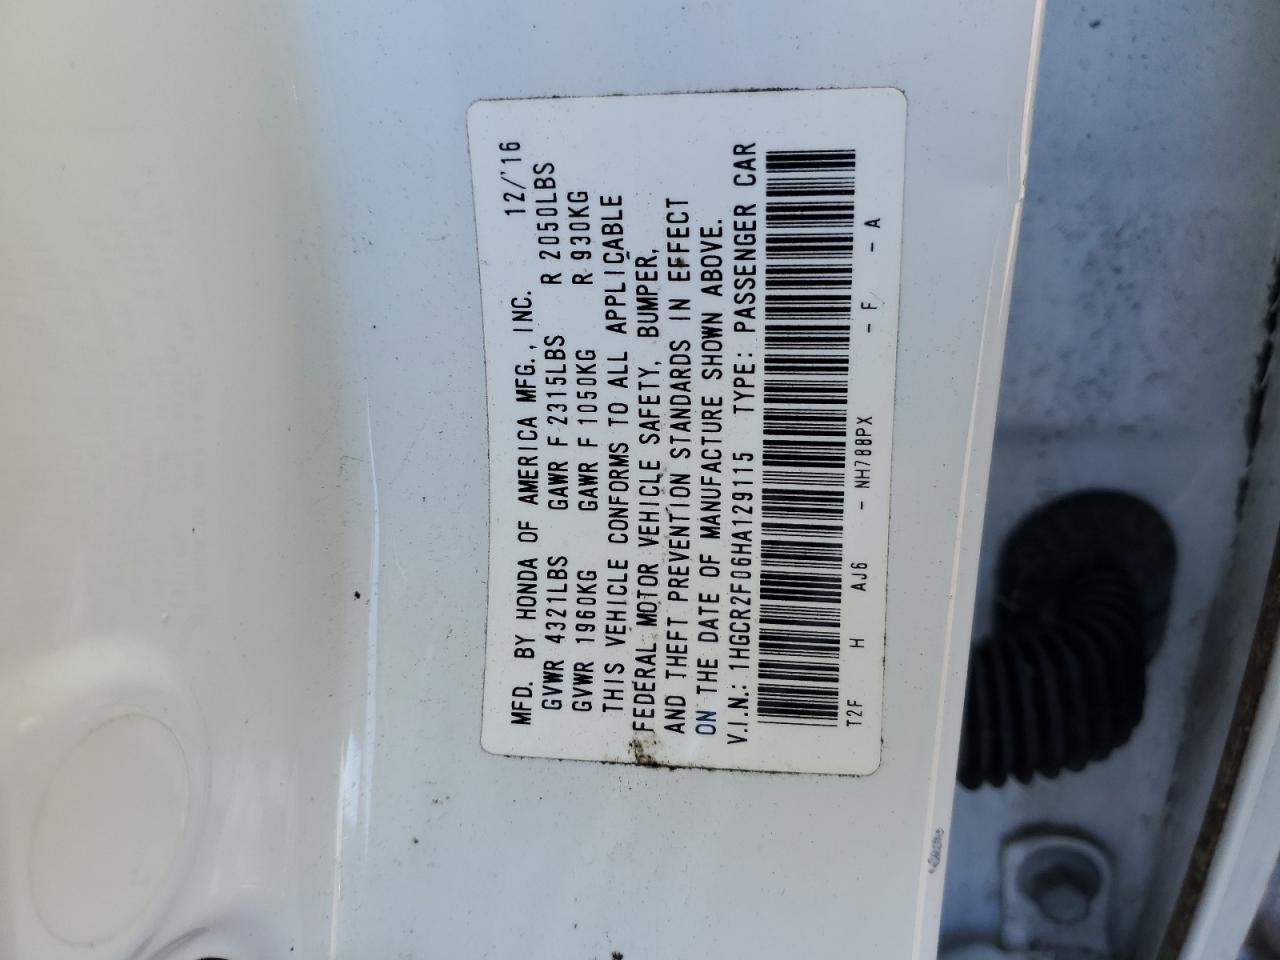 MFD. BY HONDA OF AMERICA MFG., INC. 12/'16
GVWR 4321LBS GAWR F 2315LBS R 2050LBS
GVWR 1960KG GAWR F 1050KG R 930KG
THIS VEHICLE CONFORMS TO ALL APPLICABLE
FEDERAL MOTOR VEHICLE SAFETY, BUMPER,
AND THEFT PREVENTION STANDARDS IN EFFECT
ON THE DATE OF MANUFACTURE SHOWN ABOVE.
V.I.N.: 1HGCR2F06HA129115 TYPE: PASSENGER CAR
T2F H AJ6 - NH788PX - F - A